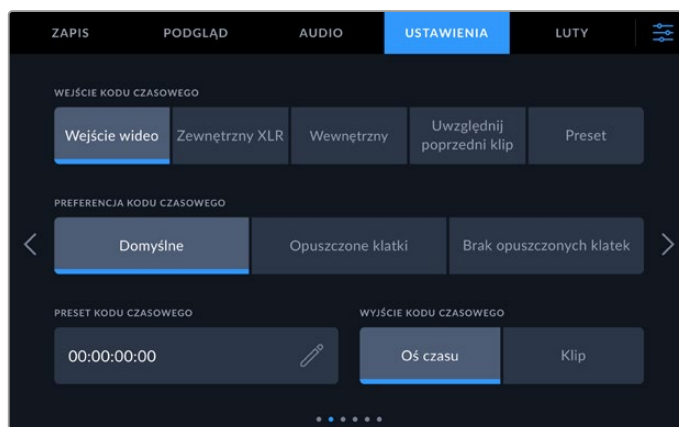 ZAPIS PODGLĄD AUDIO USTAWIENIA LUTY
WEJŚCIE KODU CZASOWEGO
Wejście wideo Zewnętrzny XLR Wewnętrzny Uwzględnij poprzedni klip Preset
PREFERENCJA KODU CZASOWEGO
Domyślne Opuszczone klatki Brak opuszczonych klatek
PRESET KODU CZASOWEGO WYJŚCIE KODU CZASOWEGO
00:00:00:00 Oś czasu Klip